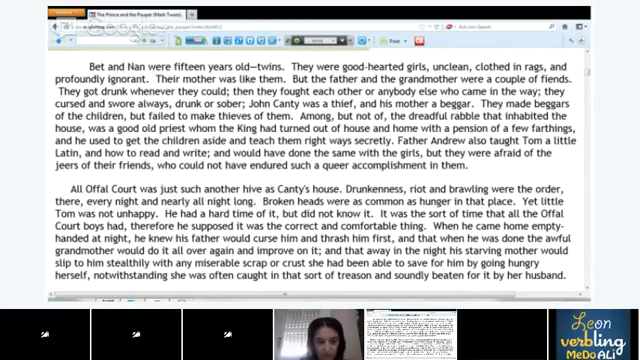 The Prince and the Pauper (Mark Twain)
Print
Bet and Nan were fifteen years old—twins. They were good-hearted girls, unclean, clothed in rags, and
profoundly ignorant. Their mother was like them. But the father and the grandmother were a couple of fiends.
They got drunk whenever they could; then they fought each other or anybody else who came in the way; they
cursed and swore always, drunk or sober; John Canty was a thief, and his mother a beggar. They made beggars
of the children, but failed to make thieves of them. Among, but not of, the dreadful rabble that inhabited the
house, was a good old priest whom the King had turned out of house and home with a pension of a few farthings,
and he used to get the children aside and teach them right ways secretly. Father Andrew also taught Tom a little
Latin, and how to read and write; and would have done the same with the girls, but they were afraid of the
jeers of their friends, who could not have endured such a queer accomplishment in them.
All Offal Court was just such another hive as Canty's house. Drunkenness, riot and brawling were the order,
there, every night and nearly all night long. Broken heads were as common as hunger in that place. Yet little
Tom was not unhappy. He had a hard time of it, but did not know it. It was the sort of time that all the Offal
Court boys had, therefore he supposed it was the correct and comfortable thing. When he came home empty-
handed at night, he knew his father would curse him and thrash him first, and that when he was done the awful
grandmother would do it all over again and improve on it; and that away in the night his starving mother would
slip to him stealthily with any miserable scrap or crust she had been able to save for him by going hungry
herself, notwithstanding she was often caught in that sort of treason and soundly beaten for it by her husband.
Leon
verbling
MeDo ALiG